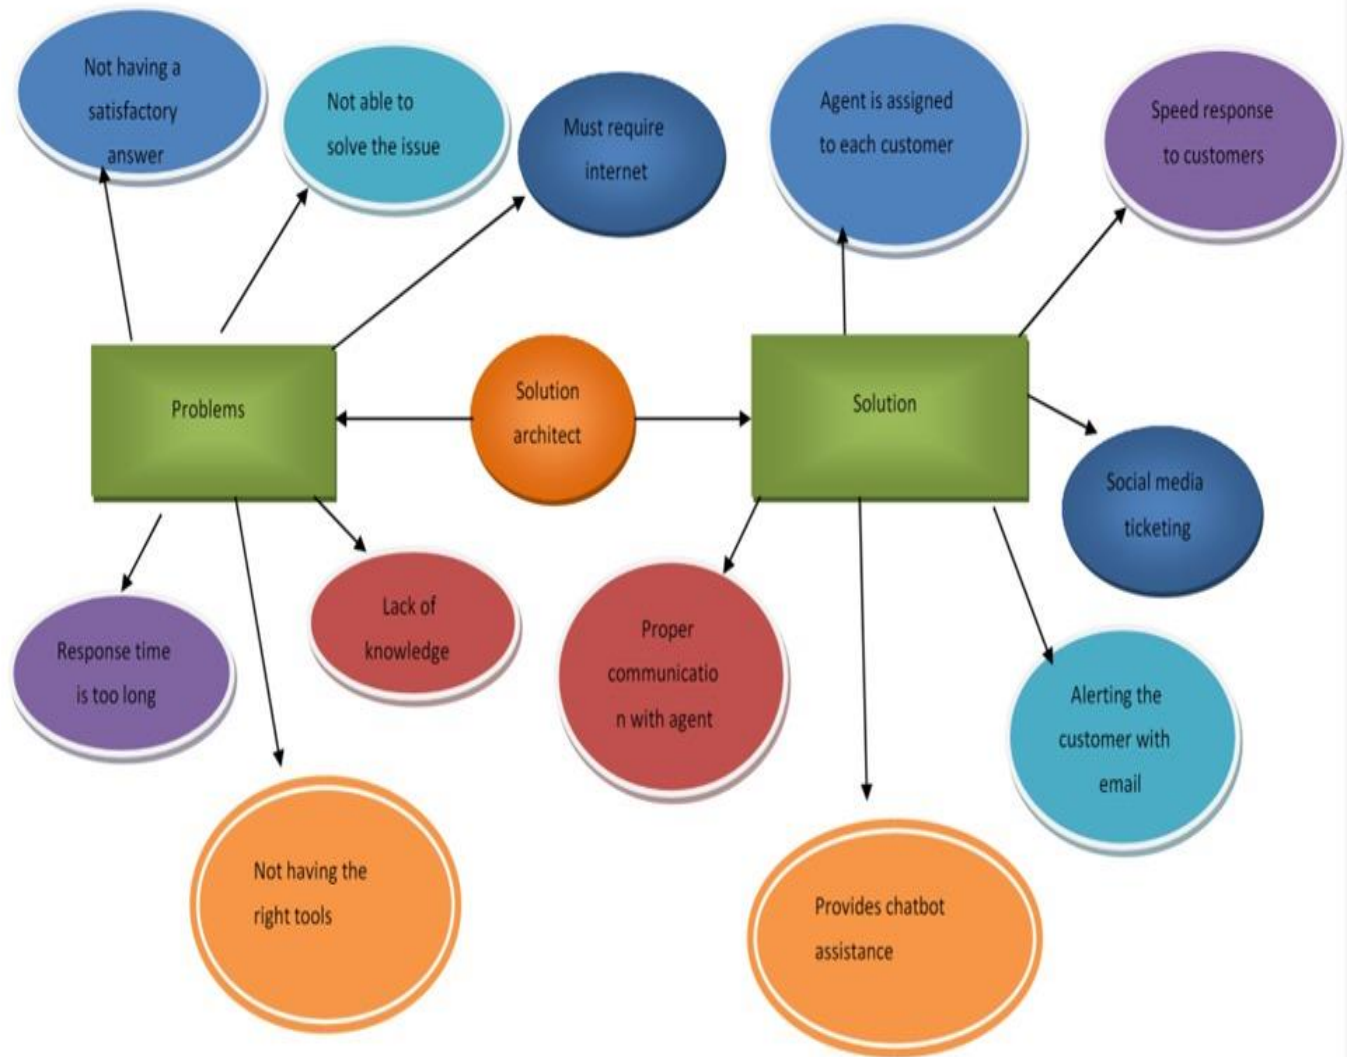 Not having a
satisfactory
answer
Not able to
solve the issue
Must require
internet
Agent is assigned
to each customer
Speed response
to customers
Problems
Solution
architect
Solution
Social media
ticketing
Response time
is too long
Lack of
knowledge
Proper
communicatio
n with agent
Alerting the
customer with
email
Not having the
right tools
Provides chatbot
assistance